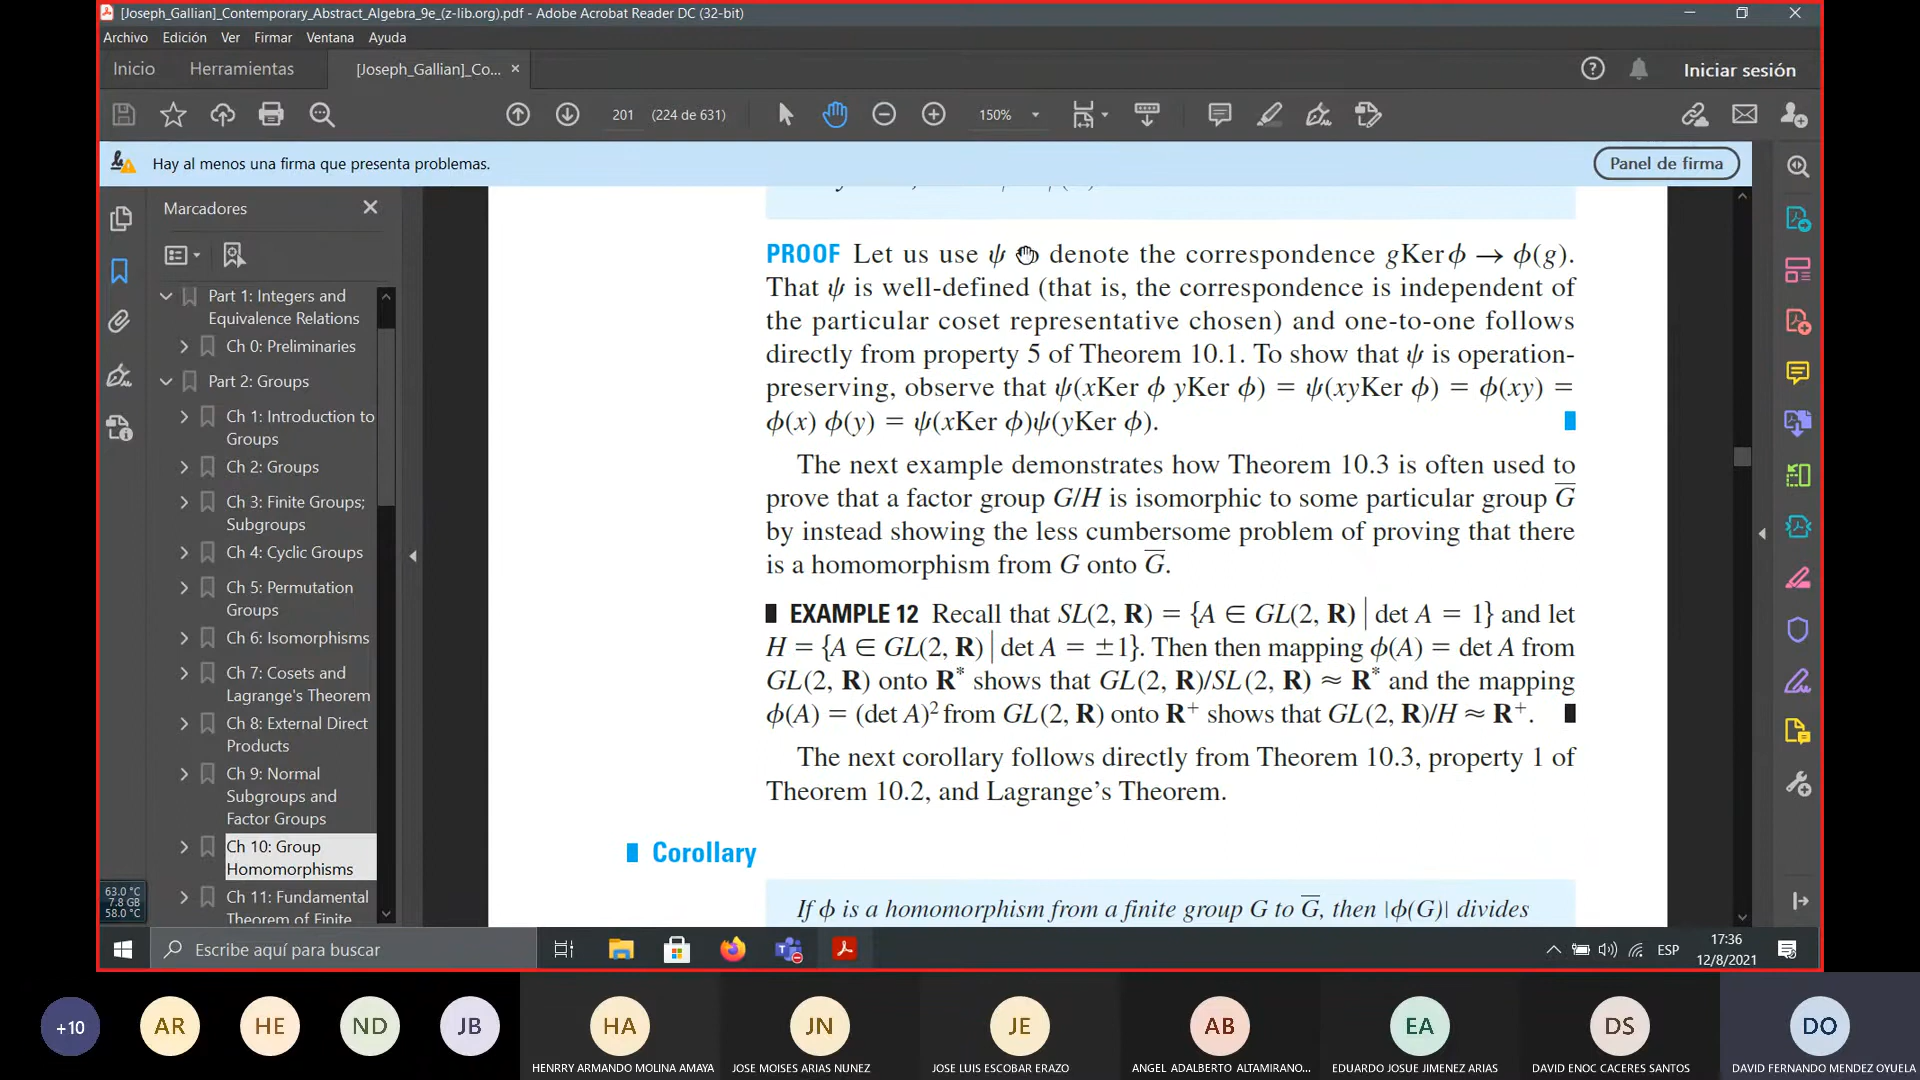 [Joseph_Gallian]_Contemporary_Abstract_Algebra_9e_(z-lib.org).pdf - Adobe Acrobat Reader DC (32-bit)
Archivo Edición Ver Firmar Ventana Ayuda
Inicio Herramientas [Joseph_Gallian]_Co... × Iniciar sesión
201 (224 de 631) 150%
Hay al menos una firma que presenta problemas. Panel de firma
Marcadores
Part 1: Integers and
Equivalence Relations
Ch 0: Preliminaries
Part 2: Groups
Ch 1: Introduction to
Groups
Ch 2: Groups
Ch 3: Finite Groups;
Subgroups
Ch 4: Cyclic Groups
Ch 5: Permutation
Groups
Ch 6: Isomorphisms
Ch 7: Cosets and
Lagrange's Theorem
Ch 8: External Direct
Products
Ch 9: Normal
Subgroups and
Factor Groups
Ch 10: Group
Homomorphisms
Ch 11: Fundamental
Theorem of Finite
PROOF Let us use ψ denote the correspondence gKer ϕ → ϕ(g).
That ψ is well-defined (that is, the correspondence is independent of
the particular coset representative chosen) and one-to-one follows
directly from property 5 of Theorem 10.1. To show that ψ is operation-
preserving, observe that ψ(xKer ϕ yKer ϕ) = ψ(xyKer ϕ) = ϕ(xy) =
ϕ(x) ϕ(y) = ψ(xKer ϕ)ψ(yKer ϕ).
The next example demonstrates how Theorem 10.3 is often used to
prove that a factor group G/H is isomorphic to some particular group G̅
by instead showing the less cumbersome problem of proving that there
is a homomorphism from G onto G̅.
EXAMPLE 12 Recall that SL(2, R) = {A ∈ GL(2, R) | det A = 1} and let
H = {A ∈ GL(2, R) | det A = ±1}. Then then mapping ϕ(A) = det A from
GL(2, R) onto R* shows that GL(2, R)/SL(2, R) ≈ R* and the mapping
ϕ(A) = (det A)² from GL(2, R) onto R⁺ shows that GL(2, R)/H ≈ R⁺.
The next corollary follows directly from Theorem 10.3, property 1 of
Theorem 10.2, and Lagrange's Theorem.
Corollary
If ϕ is a homomorphism from a finite group G to G̅, then |ϕ(G)| divides
63.0 °C
7.8 GB
58.0 °C
Escribe aquí para buscar
ESP
17:36
12/8/2021
+10 AR HE ND JB HA JN JE AB EA DS DO
HENRRY ARMANDO MOLINA AMAYA JOSE MOISES ARIAS NUNEZ JOSE LUIS ESCOBAR ERAZO ANGEL ADALBERTO ALTAMIRANO... EDUARDO JOSUE JIMENEZ ARIAS DAVID ENOC CACERES SANTOS DAVID FERNANDO MENDEZ OYUELA